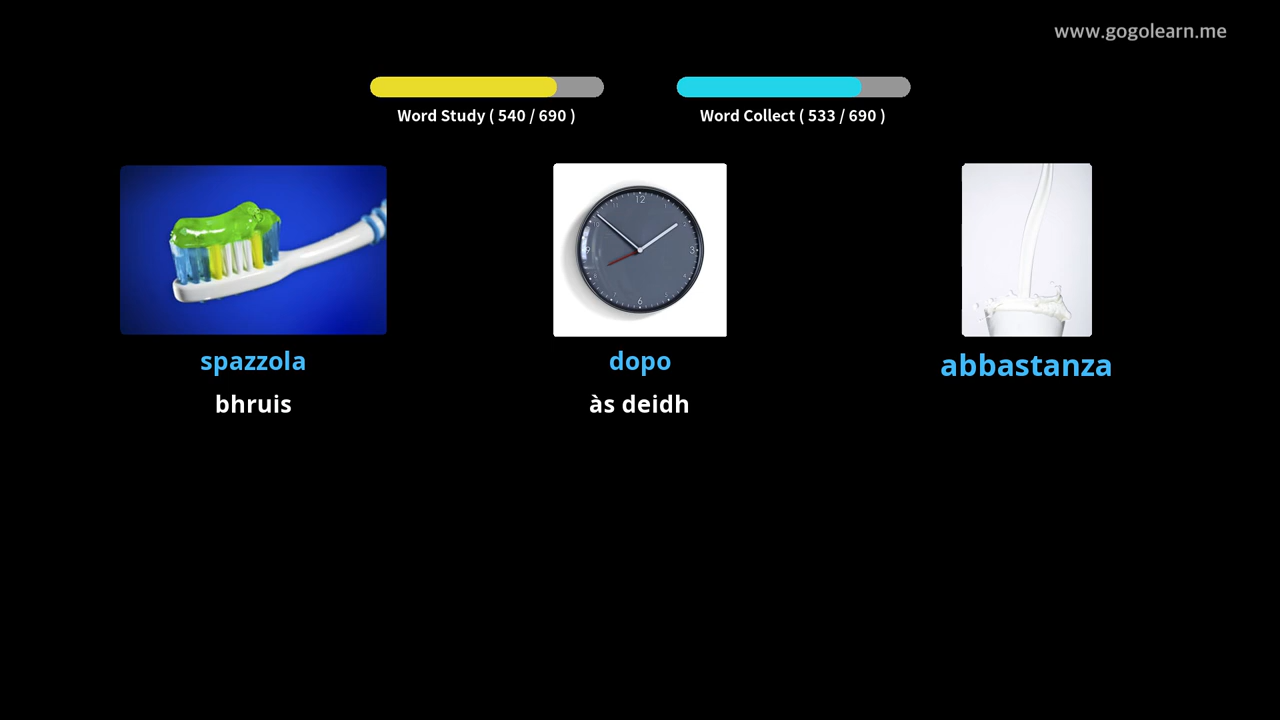 www.gogolearn.me
Word Study ( 540 / 690 )
Word Collect ( 533 / 690 )
spazzola
dopo
abbastanza
bhruis
às deidh